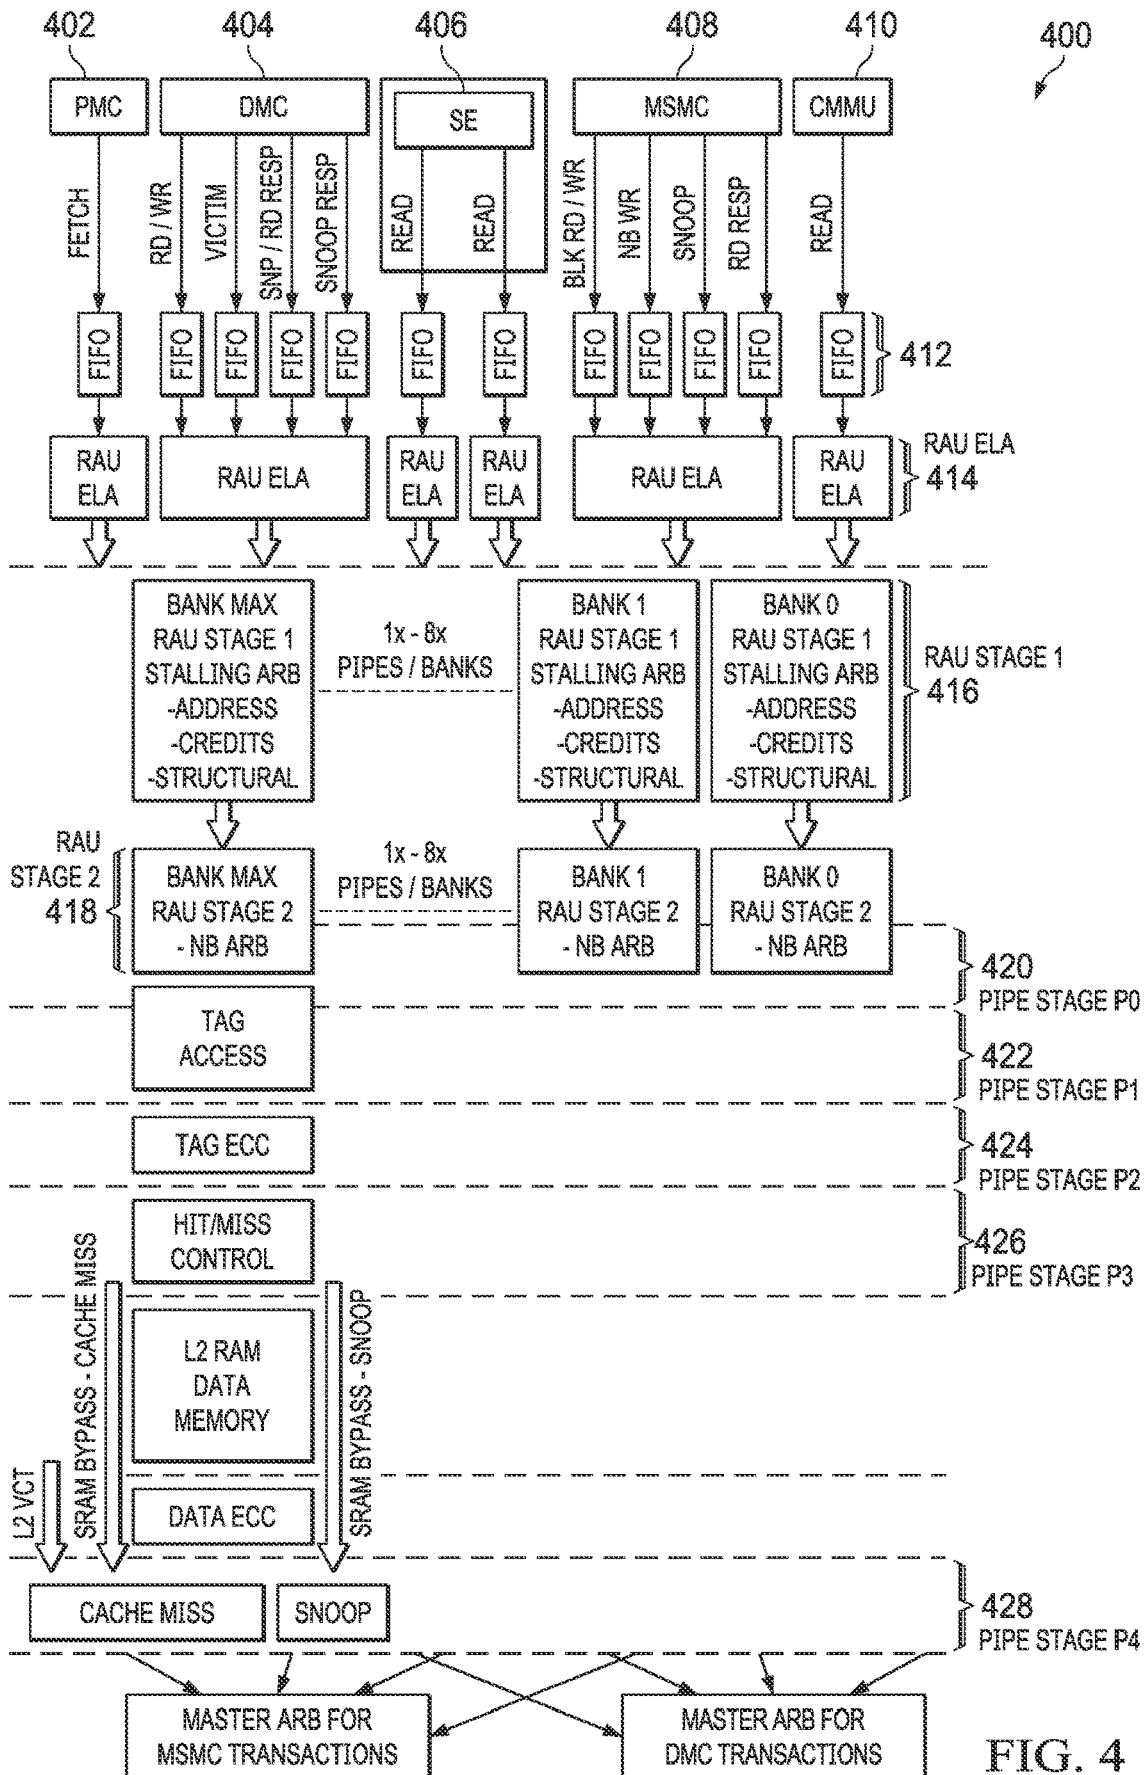 402 404 406 408 410 400
PMC DMC SE MSMC CMMU
FETCH RD / WR VICTIM SNP / RD RESP SNOOP RESP READ READ BLK RD / WR NB WR SNOOP RD RESP READ
FIFO FIFO FIFO FIFO FIFO FIFO FIFO FIFO FIFO FIFO FIFO FIFO 412
RAU ELA
RAU RAU ELA RAU RAU RAU ELA RAU 414
ELA ELA ELA ELA
BANK MAX
RAU STAGE 1
STALLING ARB
-ADDRESS
-CREDITS
-STRUCTURAL
1x - 8x
PIPES / BANKS
BANK 1
RAU STAGE 1
STALLING ARB
-ADDRESS
-CREDITS
-STRUCTURAL
BANK 0
RAU STAGE 1
STALLING ARB
-ADDRESS
-CREDITS
-STRUCTURAL
RAU STAGE 1
416
RAU
STAGE 2
418
BANK MAX
RAU STAGE 2
- NB ARB
1x - 8x
PIPES / BANKS
BANK 1
RAU STAGE 2
- NB ARB
BANK 0
RAU STAGE 2
- NB ARB
420
PIPE STAGE P0
TAG
ACCESS
422
PIPE STAGE P1
TAG ECC
424
PIPE STAGE P2
HIT/MISS
CONTROL
426
PIPE STAGE P3
L2 VCT
SRAM BYPASS - CACHE MISS
L2 RAM
DATA
MEMORY
SRAM BYPASS - SNOOP
DATA ECC
CACHE MISS
SNOOP
428
PIPE STAGE P4
MASTER ARB FOR
MSMC TRANSACTIONS
MASTER ARB FOR
DMC TRANSACTIONS
FIG. 4